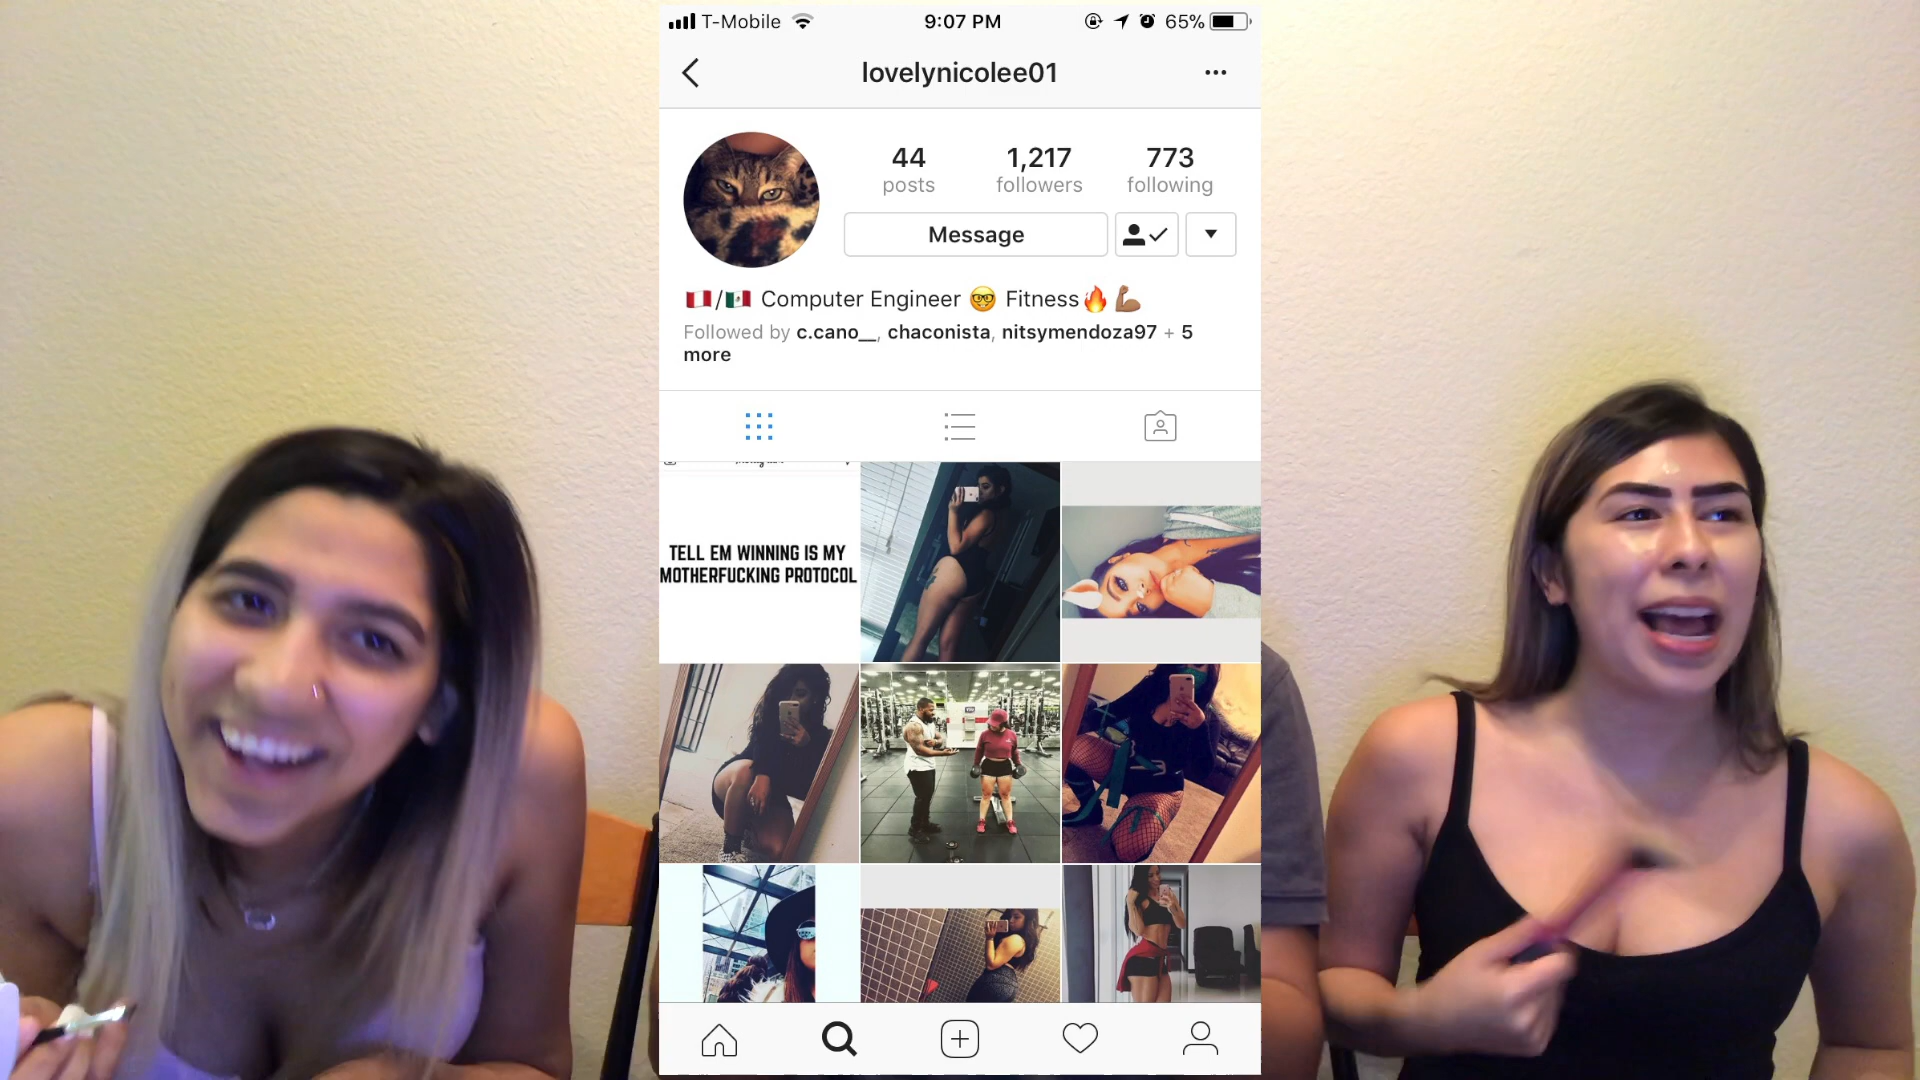 T-Mobile 9:07 PM 65%
lovelynicolee01
44 1,217 773
posts followers following
Message
🇵🇪/🇲🇽 Computer Engineer 🤓 Fitness🔥💪🏽
Followed by c.cano__, chaconista, nitsymendoza97 + 5
more
TELL EM WINNING IS MY
MOTHERFUCKING PROTOCOL